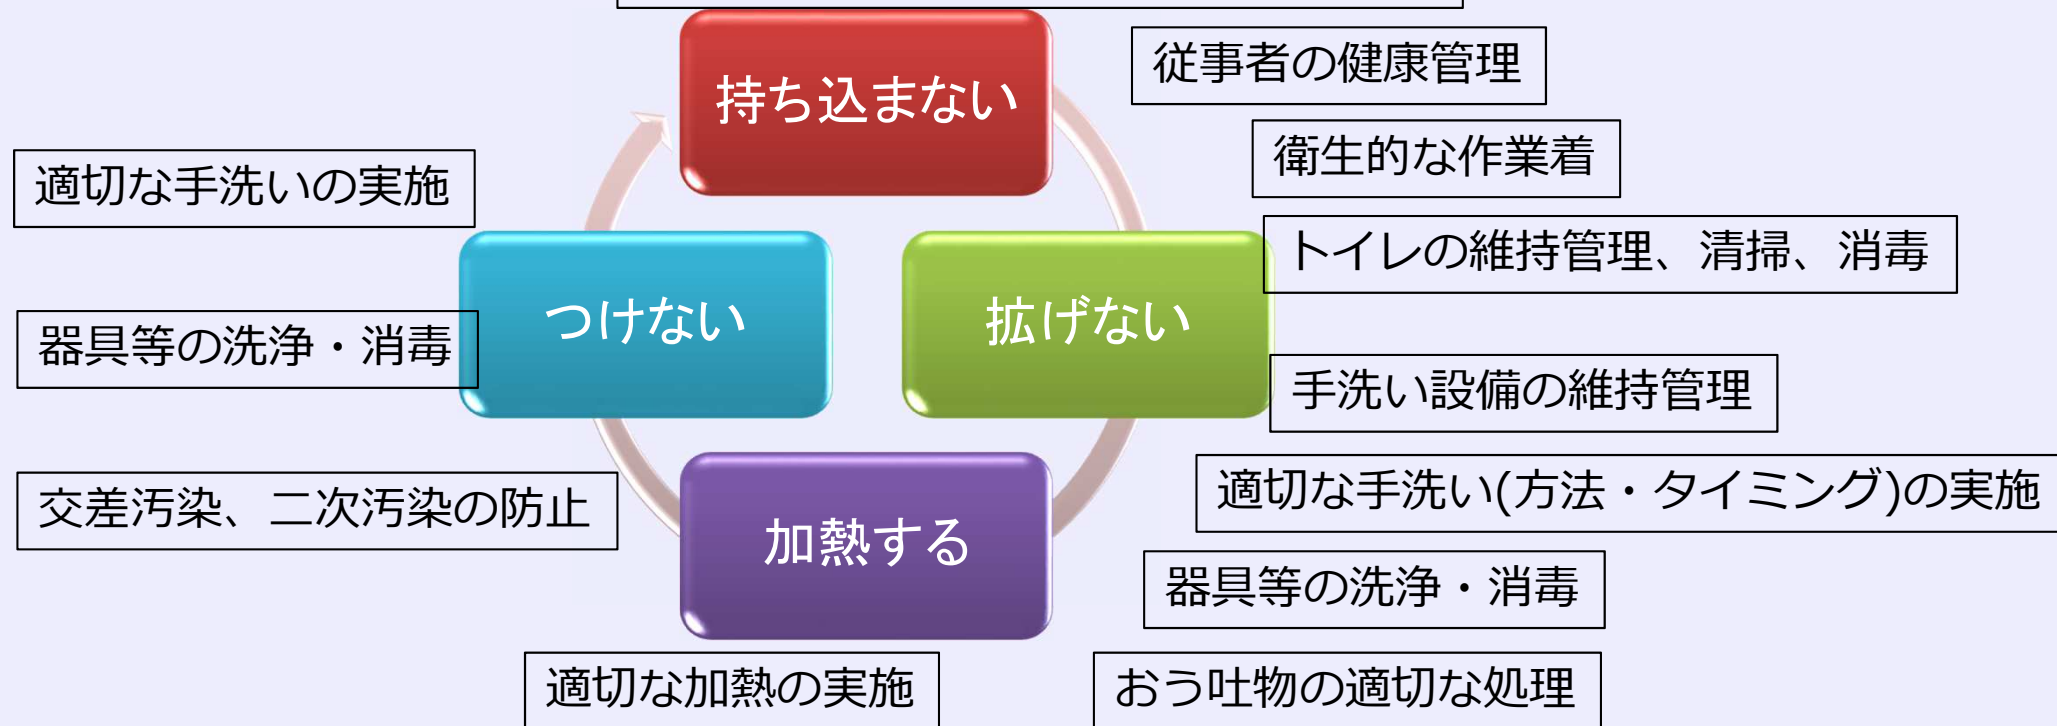 持ち込まない
従事者の健康管理
衛生的な作業着
適切な手洗いの実施
トイレの維持管理、清掃、消毒
つけない
拡げない
器具等の洗浄・消毒
手洗い設備の維持管理
交差汚染、二次汚染の防止
適切な手洗い(方法・タイミング)の実施
加熱する
器具等の洗浄・消毒
適切な加熱の実施
おう吐物の適切な処理